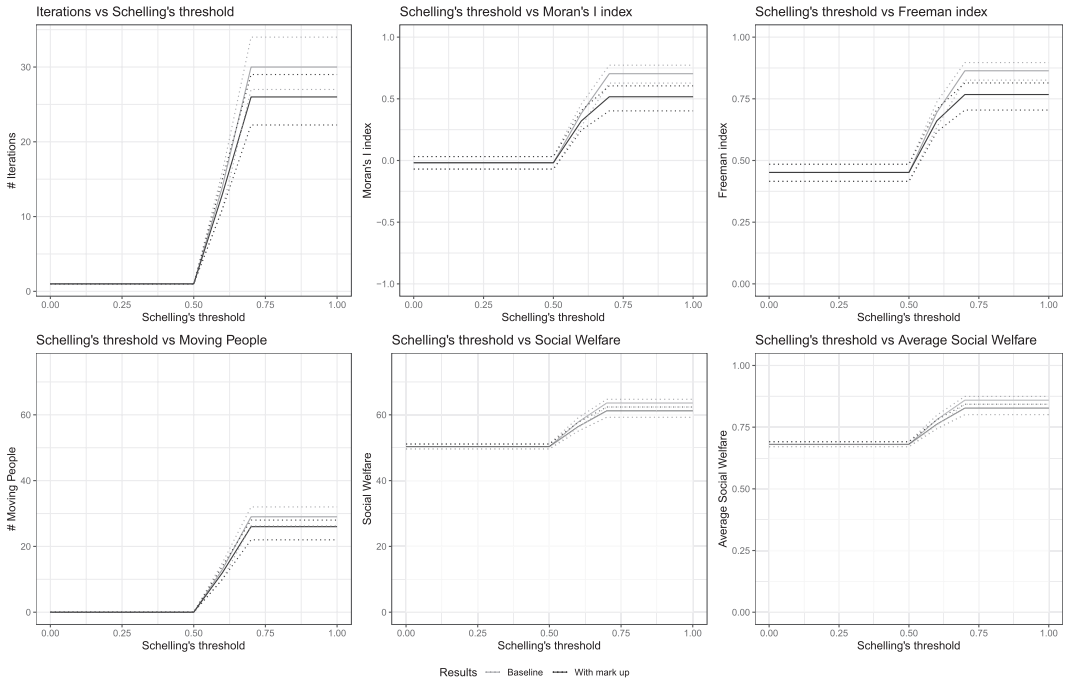 Iterations vs Schelling's threshold
# Iterations
30
20
10
0
0.00 0.25 0.50 0.75 1.00
Schelling's threshold
Schelling's threshold vs Moran's I index
Moran's I index
1.0
0.5
0.0
−0.5
−1.0
0.00 0.25 0.50 0.75 1.00
Schelling's threshold
Schelling's threshold vs Freeman index
Freeman index
1.00
0.75
0.50
0.25
0.00
0.00 0.25 0.50 0.75 1.00
Schelling's threshold
Schelling's threshold vs Moving People
# Moving People
60
40
20
0
0.00 0.25 0.50 0.75 1.00
Schelling's threshold
Schelling's threshold vs Social Welfare
Social Welfare
60
40
20
0
0.00 0.25 0.50 0.75 1.00
Schelling's threshold
Schelling's threshold vs Average Social Welfare
Average Social Welfare
1.00
0.75
0.50
0.25
0.00
0.00 0.25 0.50 0.75 1.00
Schelling's threshold
Results Baseline With mark up